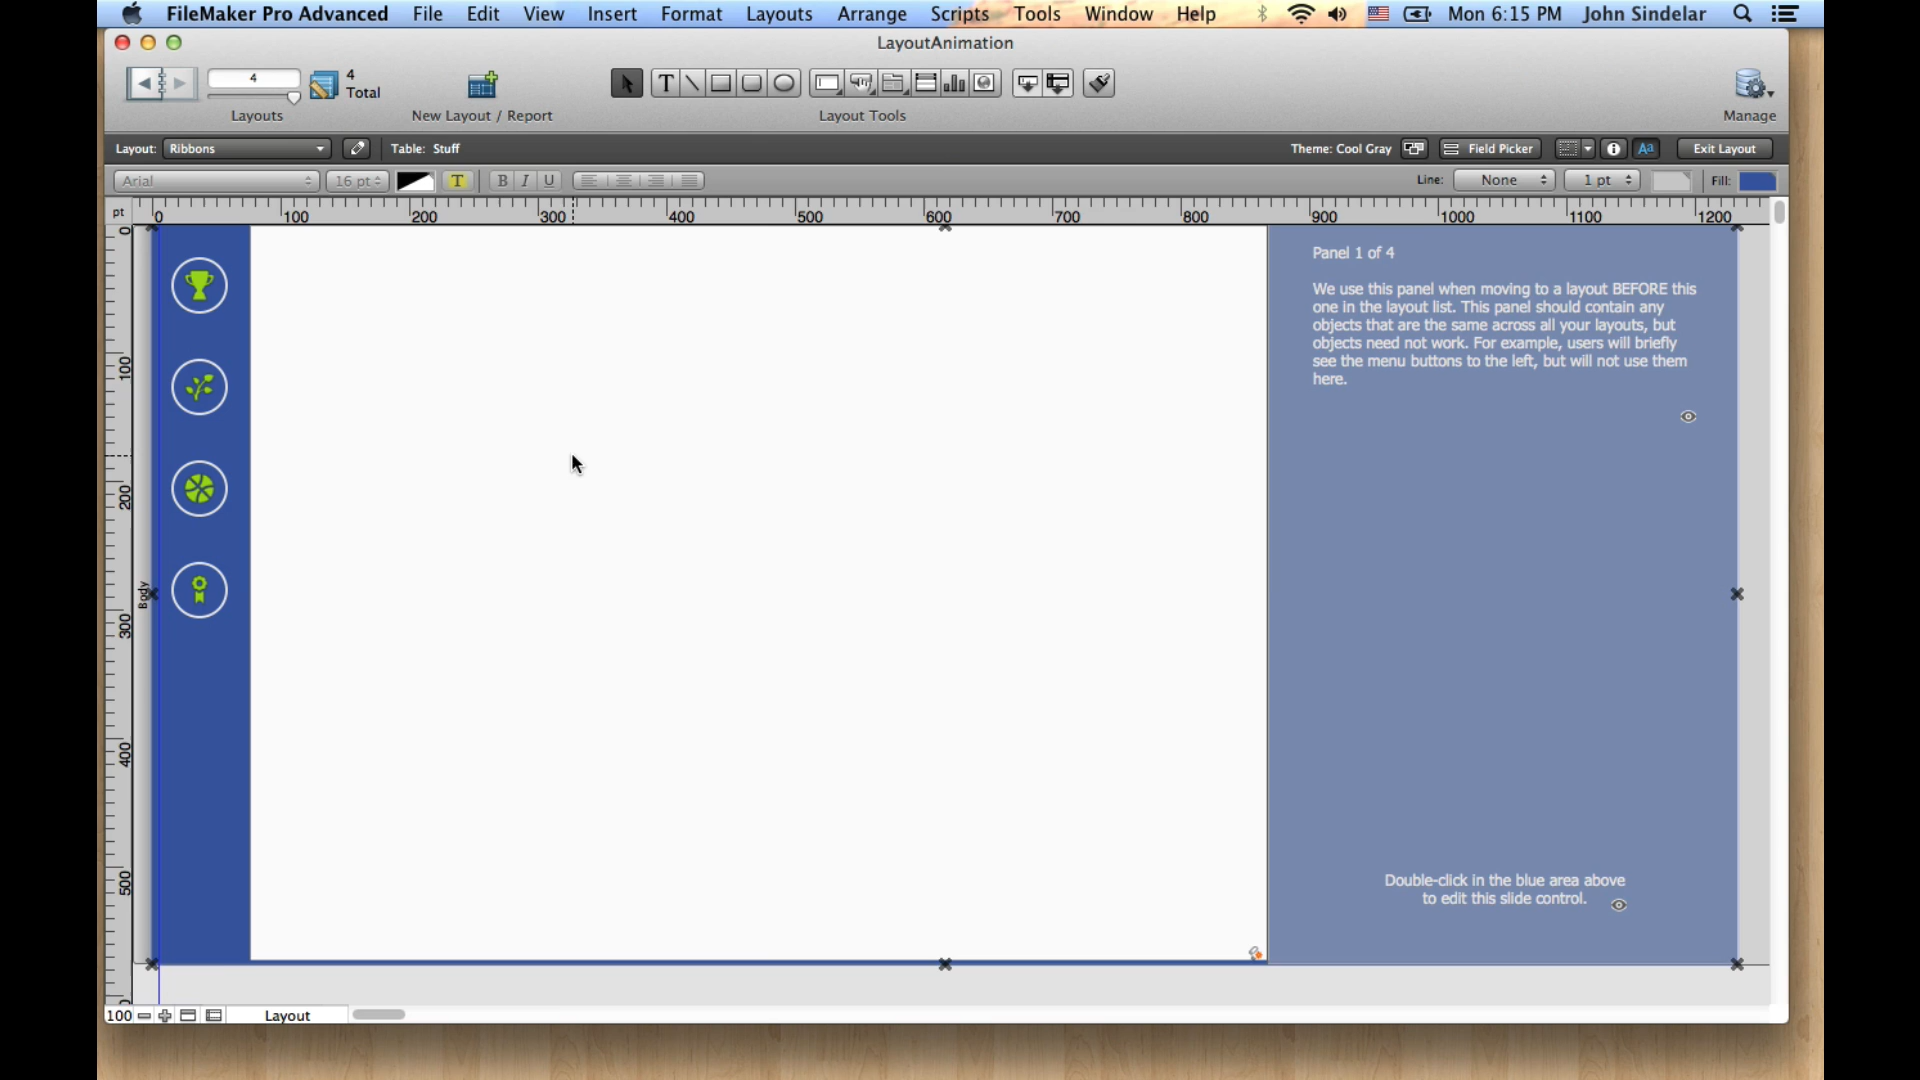 FileMaker Pro Advanced File Edit View Insert Format Layouts Arrange Scripts Tools Window Help Mon 6:15 PM John Sindelar
LayoutAnimation
4
4
Total
Layouts
New Layout / Report
Layout Tools
Manage
Layout: Ribbons
Table: Stuff
Theme: Cool Gray
Field Picker
Aa
Exit Layout
Arial
16 pt
T
B I U
Line: None
1 pt
Fill:
pt
0 100 200 300 400 500 600 700 800 900 1000 1100 1200
0
100
200
300
400
500
Body
Panel 1 of 4
We use this panel when moving to a layout BEFORE this
one in the layout list. This panel should contain any
objects that are the same across all your layouts, but
objects need not work. For example, users will briefly
see the menu buttons to the left, but will not use them
here.
Double-click in the blue area above
to edit this slide control.
100
Layout